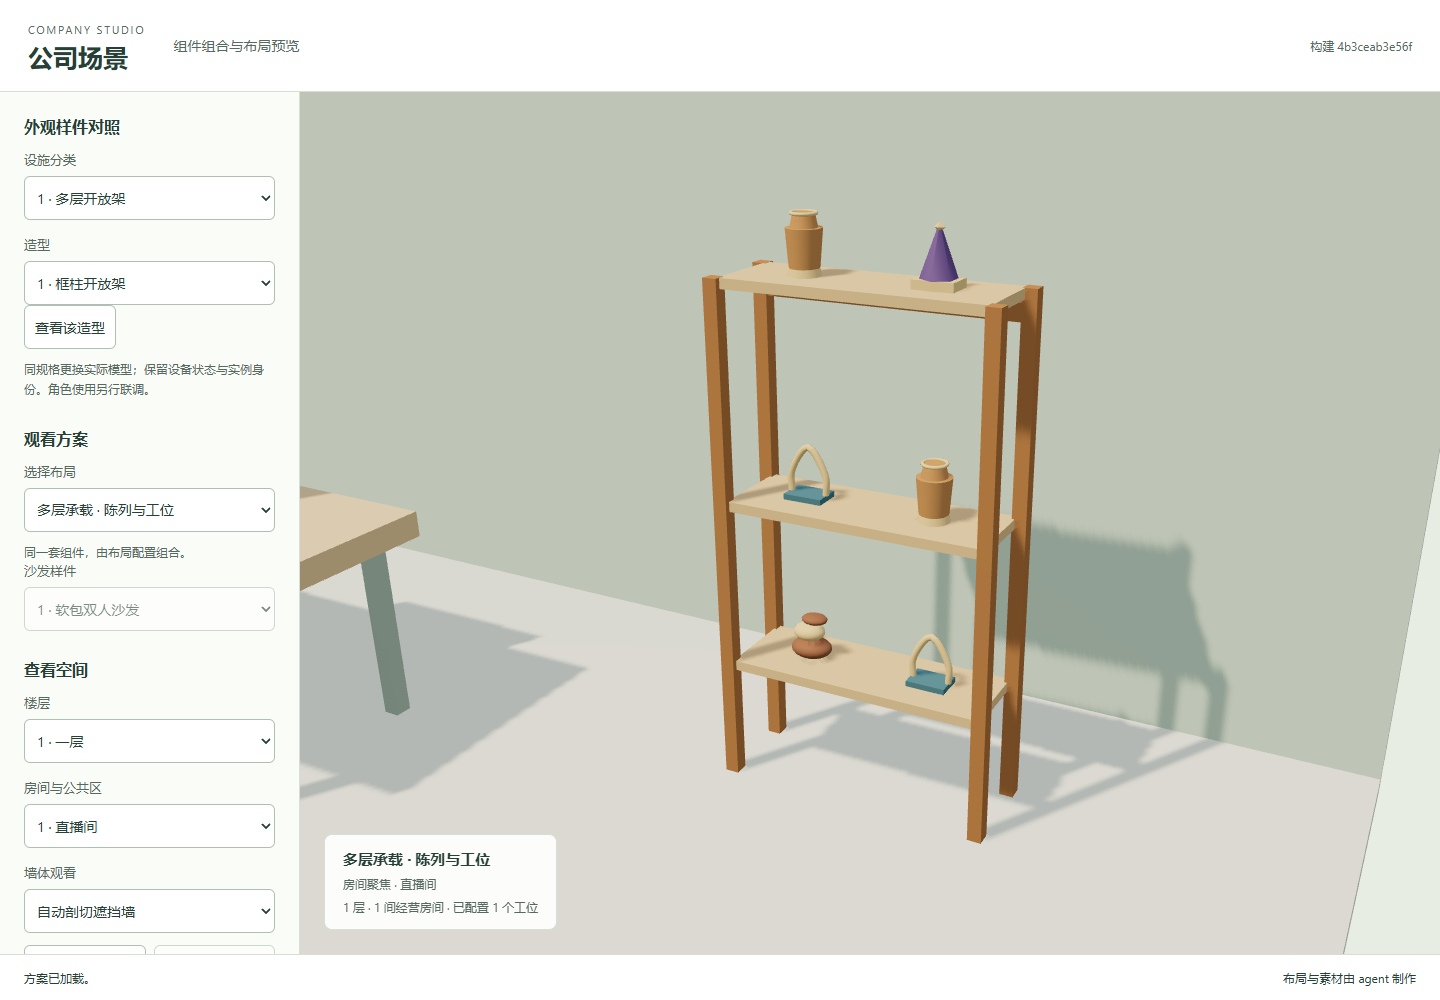 COMPANY STUDIO
公司场景
组件组合与布局预览
构建 4b3ceab3e56f
外观样件对照
设施分类
1 · 多层开放架
造型
1 · 框柱开放架
查看该造型
同规格更换实际模型；保留设备状态与实例身
份。角色使用另行联调。
观看方案
选择布局
多层承载 · 陈列与工位
同一套组件，由布局配置组合。
沙发样件
1 · 软包双人沙发
查看空间
楼层
1 · 一层
房间与公共区
1 · 直播间
墙体观看
自动剖切遮挡墙
多层承载 · 陈列与工位
房间聚焦 · 直播间
1 层 · 1 间经营房间 · 已配置 1 个工位
方案已加载。
布局与素材由 agent 制作